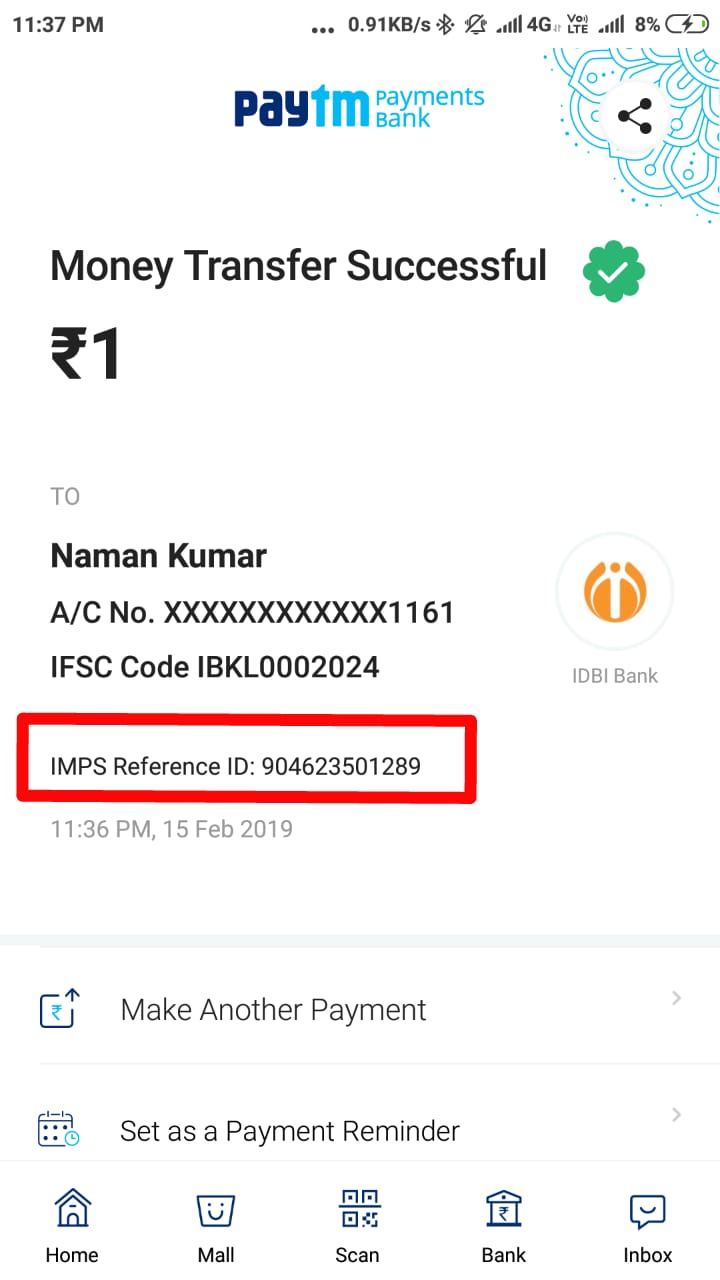 11:37 PM ... 0.91KB/s 4G Vo)) LTE 8%
paytm Payments Bank
Money Transfer Successful
₹1
TO
Naman Kumar
A/C No. XXXXXXXXXXXX1161
IFSC Code IBKL0002024
IDBI Bank
IMPS Reference ID: 904623501289
11:36 PM, 15 Feb 2019
Make Another Payment
Set as a Payment Reminder
Home Mall Scan Bank Inbox